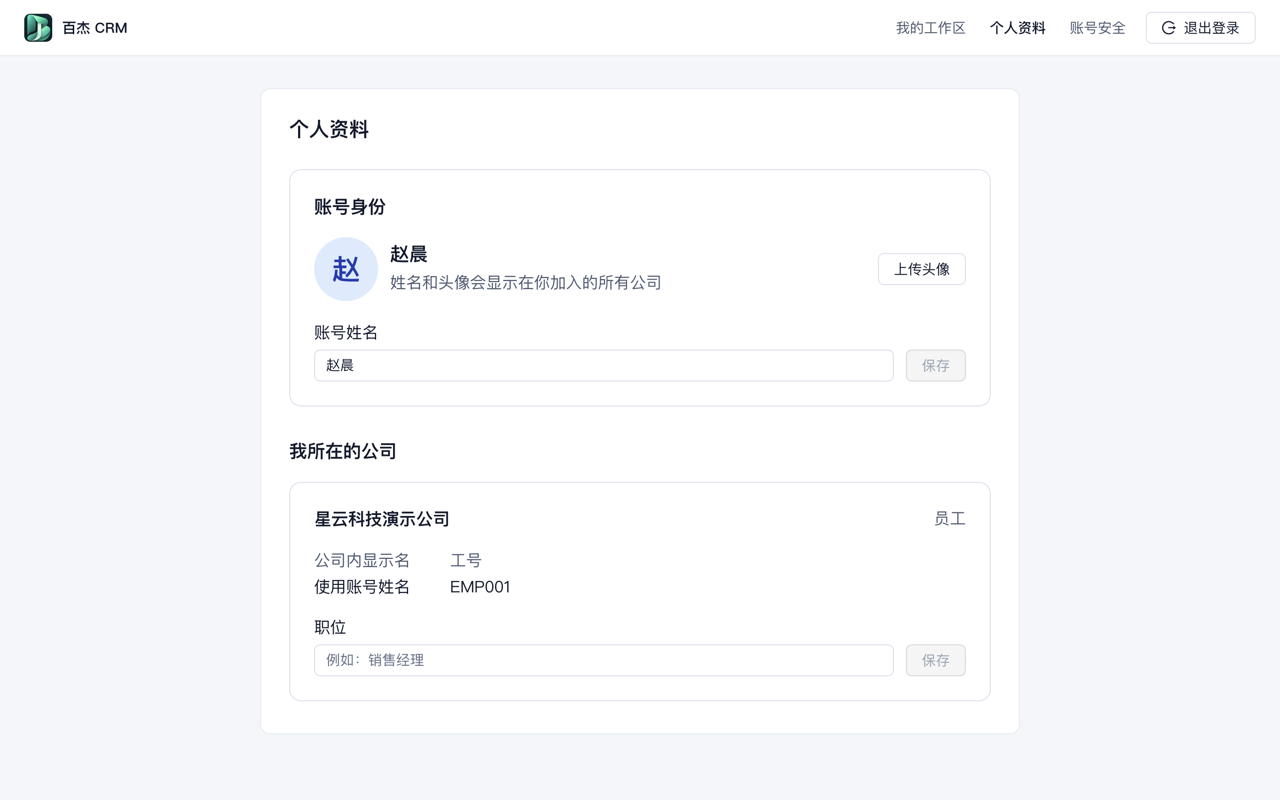 百杰 CRM
我的工作区 个人资料 账号安全 退出登录
个人资料
账号身份
赵
赵晨
姓名和头像会显示在你加入的所有公司
上传头像
账号姓名
赵晨 保存
我所在的公司
星云科技演示公司 员工
公司内显示名 工号
使用账号姓名 EMP001
职位
例如：销售经理 保存